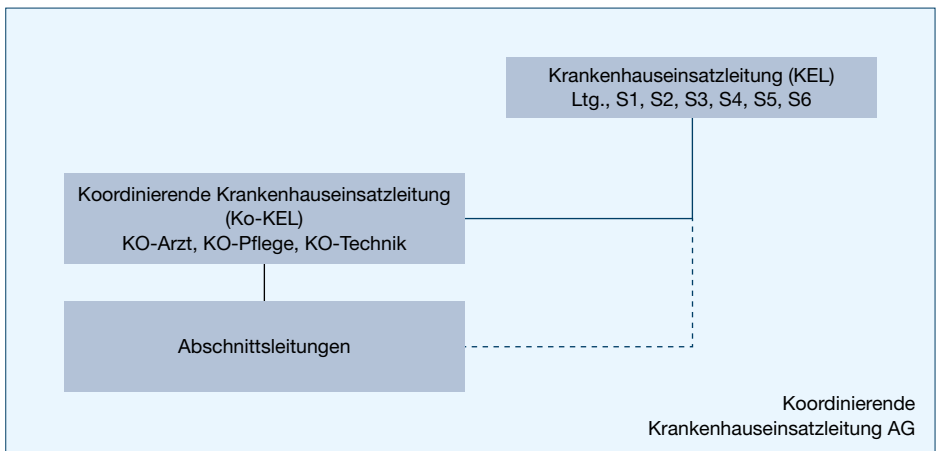 Krankenhauseinsatzleitung (KEL)
Ltg., S1, S2, S3, S4, S5, S6
Koordinierende Krankenhauseinsatzleitung
(Ko-KEL)
KO-Arzt, KO-Pflege, KO-Technik
Abschnittsleitungen
Koordinierende
Krankenhauseinsatzleitung AG